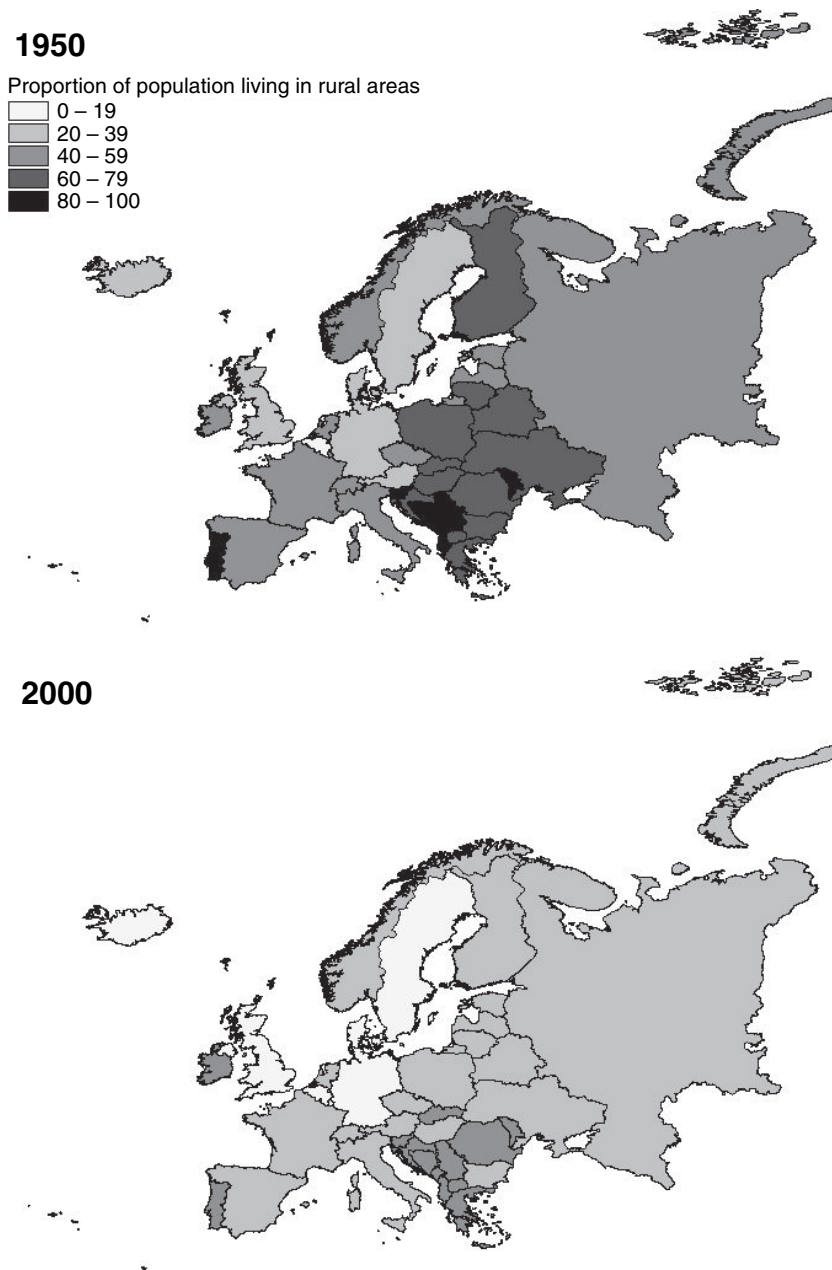 1950
Proportion of population living in rural areas
0 – 19
20 – 39
40 – 59
60 – 79
80 – 100
2000